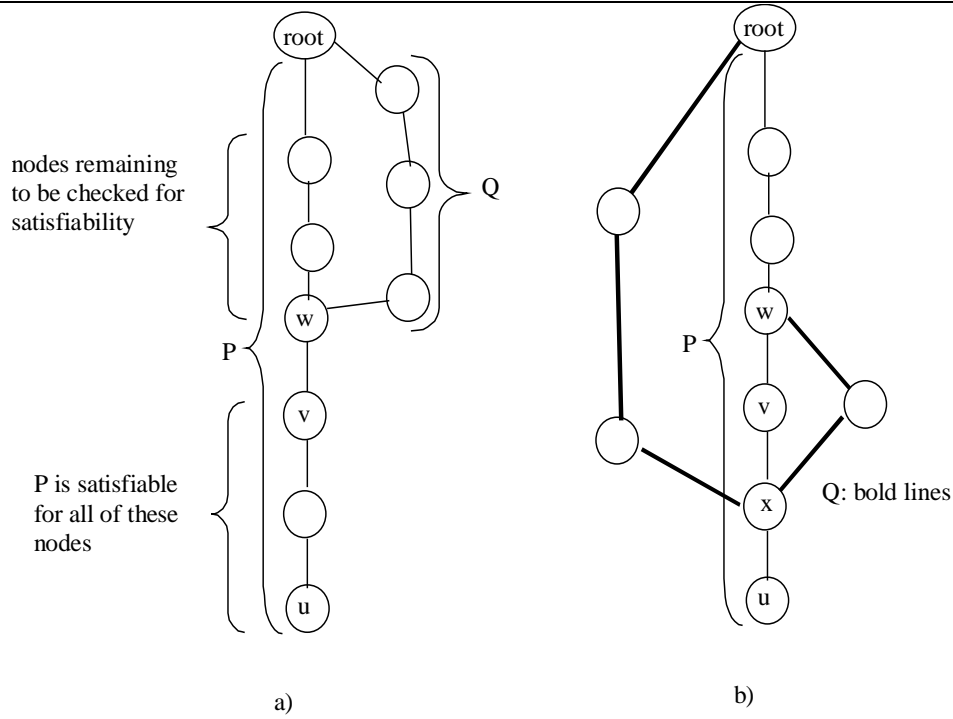 root
nodes remaining
to be checked for
satisfiability
Q
w
P
v
P is satisfiable
for all of these
nodes
u
a)
root
w
P
v
Q: bold lines
x
u
b)